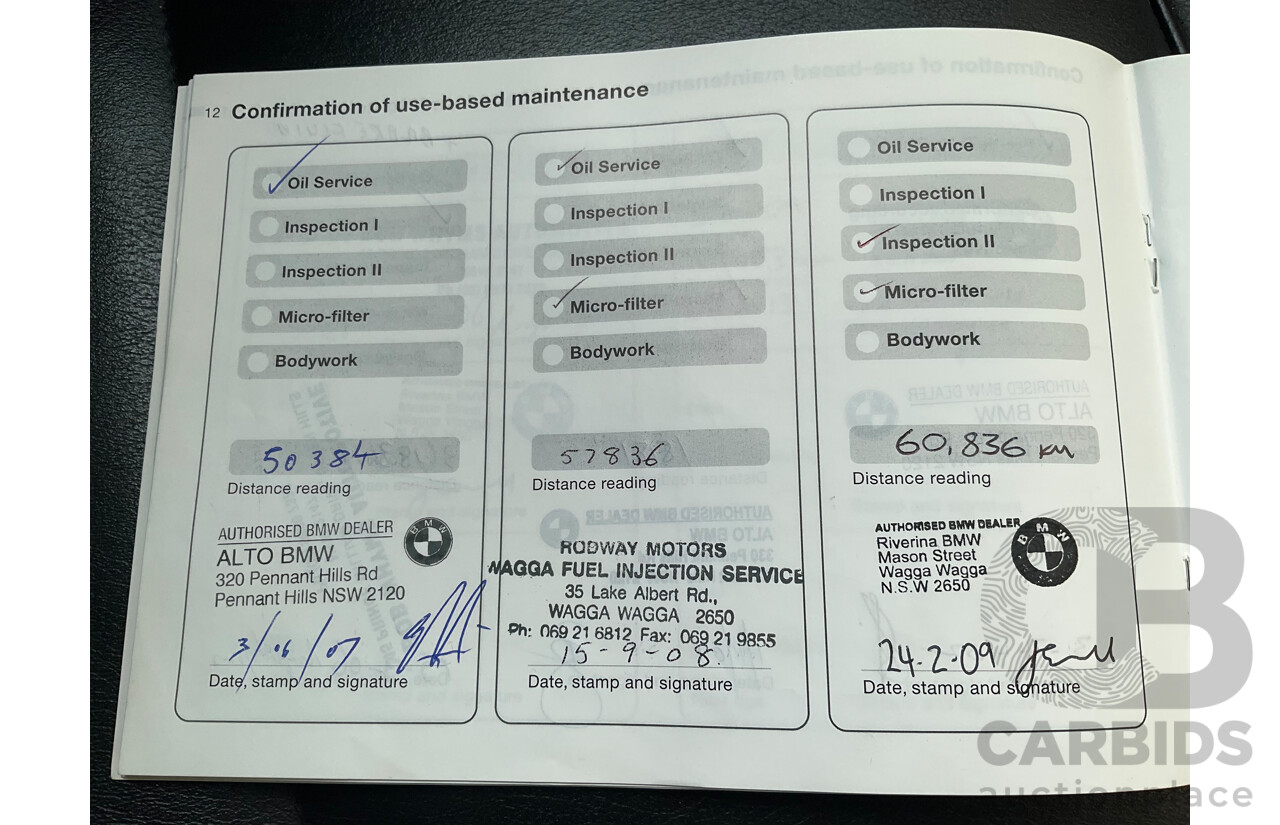 12 Confirmation of use-based maintenance
Oil Service
Inspection I
Inspection II
Micro-filter
Bodywork
50384
Distance reading
AUTHORISED BMW DEALER
BMW
ALTO BMW
320 Pennant Hills Rd
Pennant Hills NSW 2120
3/06/07
Date, stamp and signature
Oil Service
Inspection I
Inspection II
Micro-filter
Bodywork
57836
Distance reading
RODWAY MOTORS
WAGGA FUEL INJECTION SERVICE
35 Lake Albert Rd.,
WAGGA WAGGA 2650
Ph: 069 21 6812 Fax: 069 21 9855
15-9-08.
Date, stamp and signature
Oil Service
Inspection I
Inspection II
Micro-filter
Bodywork
60,836 km
Distance reading
AUTHORISED BMW DEALER
BMW
Riverina BMW
Mason Street
Wagga Wagga
N.S.W 2650
24.2.09
Date, stamp and signature
CARBIDS
auctionplace